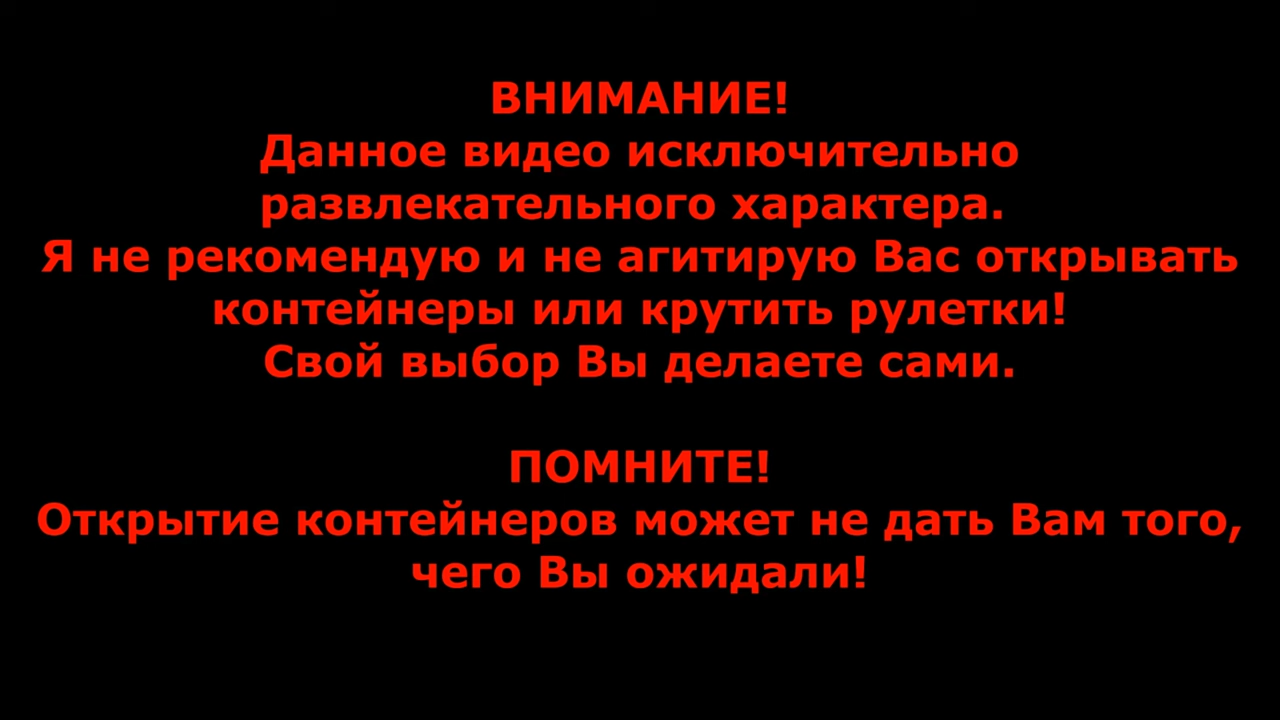 ВНИМАНИЕ!
Данное видео исключительно
развлекательного характера.
Я не рекомендую и не агитирую Вас открывать
контейнеры или крутить рулетки!
Свой выбор Вы делаете сами.
ПОМНИТЕ!
Открытие контейнеров может не дать Вам того,
чего Вы ожидали!